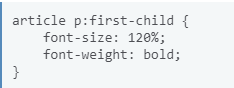 article p:first-child {
    font-size: 120%;
    font-weight: bold;
}